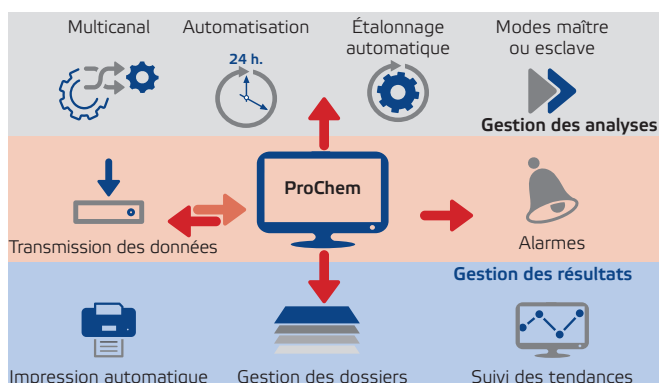 Multicanal
Automatisation
Étalonnage
automatique
Modes maître
ou esclave
24 h.
Gestion des analyses
ProChem
Transmission des données
Alarmes
Gestion des résultats
Impression automatique
Gestion des dossiers
Suivi des tendances